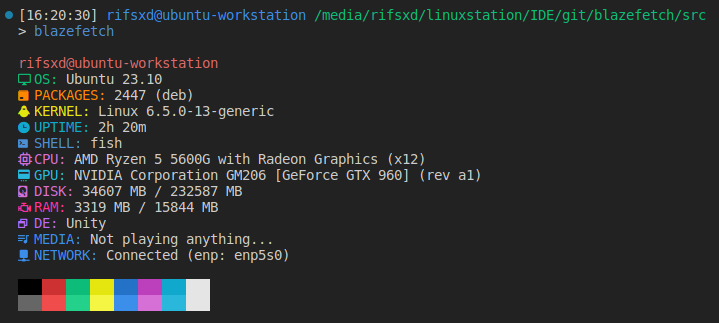 [16:20:30] rifsxd@ubuntu-workstation /media/rifsxd/linuxstation/IDE/git/blazefetch/src
> blazefetch
rifsxd@ubuntu-workstation
OS: Ubuntu 23.10
PACKAGES: 2447 (deb)
KERNEL: Linux 6.5.0-13-generic
UPTIME: 2h 20m
SHELL: fish
CPU: AMD Ryzen 5 5600G with Radeon Graphics (x12)
GPU: NVIDIA Corporation GM206 [GeForce GTX 960] (rev a1)
DISK: 34607 MB / 232587 MB
RAM: 3319 MB / 15844 MB
DE: Unity
MEDIA: Not playing anything...
NETWORK: Connected (enp: enp5s0)